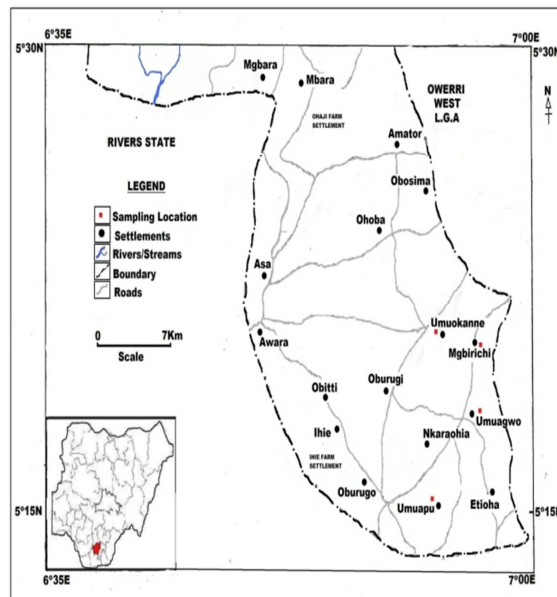 6°35E
7°00E
5°30N
5°30N
Mgbara
Mbara
OWERRI
WEST
L.G.A
N
OHAJI FARM
SETTLEMENT
RIVERS STATE
Amator
LEGEND
Sampling Location
Settlements
Rivers/Streams
Boundary
Roads
Obosima
Ohoba
Asa
0 7Km
Scale
Awara
Umuokanne
Mgbirichi
Obitti
Oburugi
Umuagwo
Ihie
Nkaraohia
IHIE FARM
SETTLEMENT
Oburugo
Umuapu
Etioha
5°15N
5°15N
6°35E
7°00E